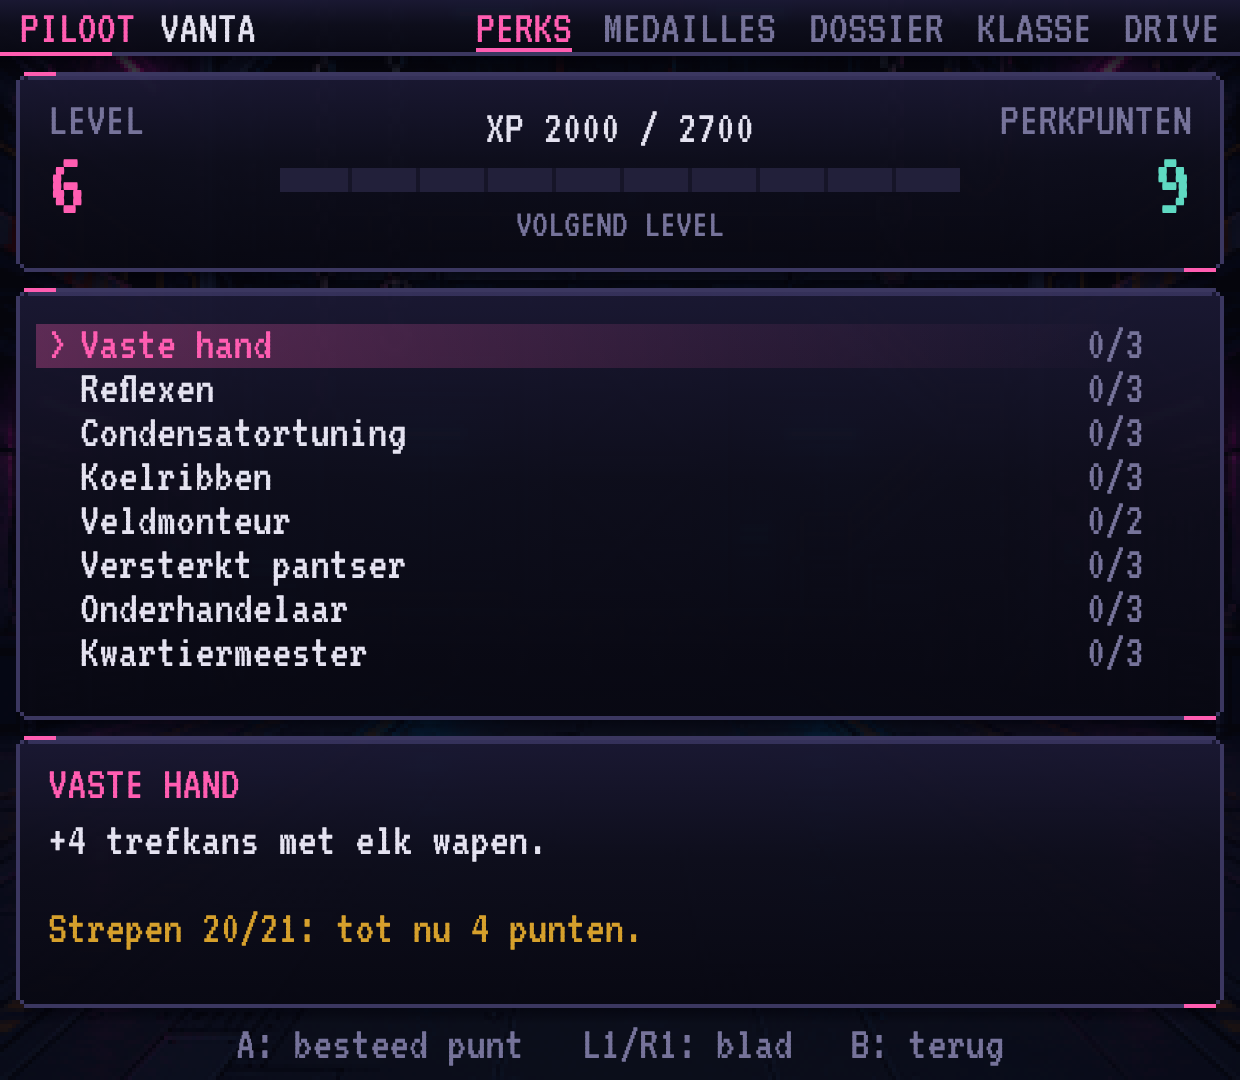 PILOOT VANTA PERKS MEDAILLES DOSSIER KLASSE DRIVE
LEVEL XP 2000 / 2700 PERKPUNTEN
6 9
VOLGEND LEVEL
> Vaste hand 0/3
Reflexen 0/3
Condensatortuning 0/3
Koelribben 0/3
Veldmonteur 0/2
Versterkt pantser 0/3
Onderhandelaar 0/3
Kwartiermeester 0/3
VASTE HAND
+4 trefkans met elk wapen.
Strepen 20/21: tot nu 4 punten.
A: besteed punt L1/R1: blad B: terug